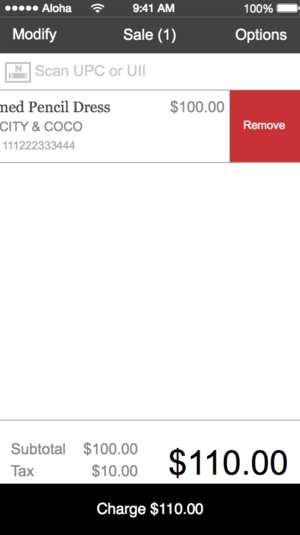 Aloha 9:41 AM 100%
Modify Sale (1) Options
N Scan UPC or UII
med Pencil Dress $100.00
CITY & COCO
111222333444
Remove
Subtotal $100.00
Tax $10.00
$110.00
Charge $110.00